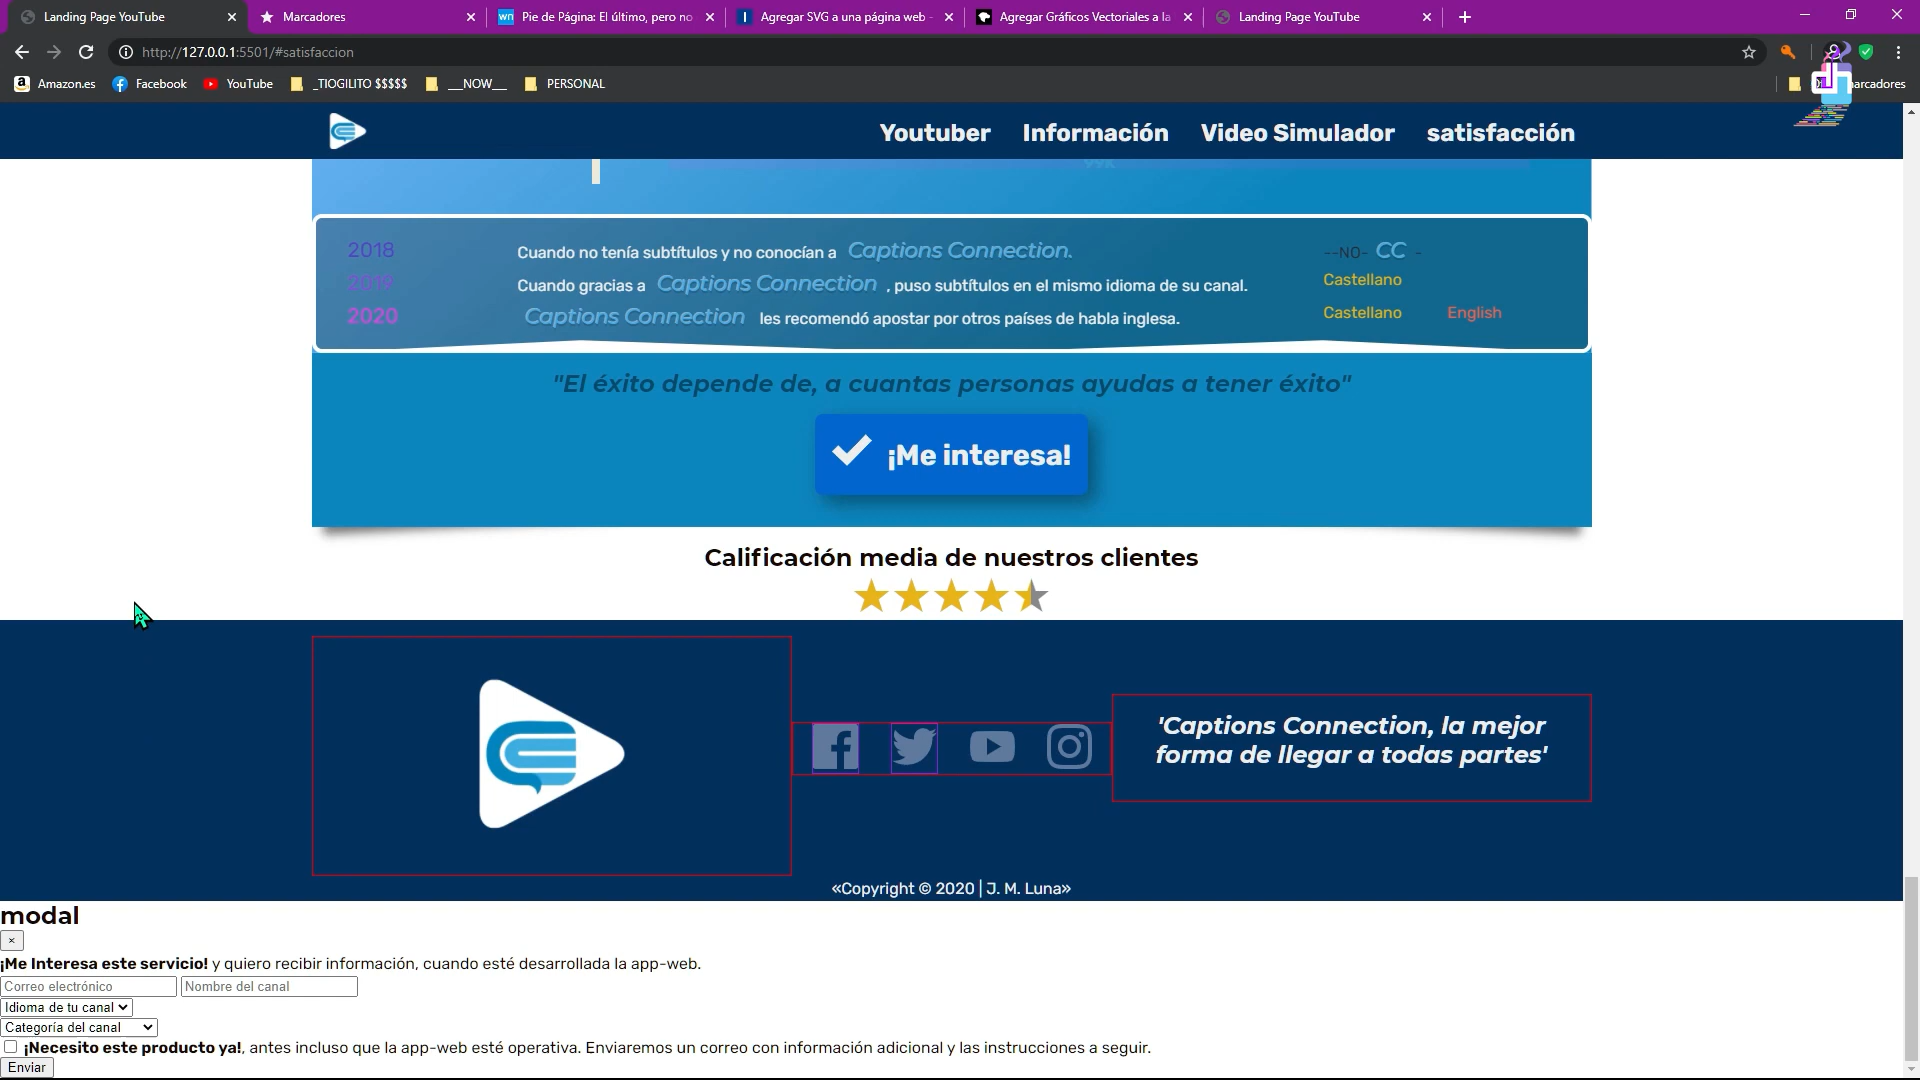 Landing Page YouTube
Marcadores
Pie de Página: El último, pero no
Agregar SVG a una página web -
Agregar Gráficos Vectoriales a la
Landing Page YouTube
http://127.0.0.1:5501/#satisfaccion
Amazon.es
Facebook
YouTube
_TIOGILITO $$$$$
__NOW__
PERSONAL
marcadores
Youtuber
Información
Video Simulador
satisfacción
99k
2018
Cuando no tenía subtítulos y no conocían a Captions Connection.
--NO- CC -
2019
Cuando gracias a Captions Connection , puso subtítulos en el mismo idioma de su canal.
Castellano
2020
Captions Connection les recomendó apostar por otros países de habla inglesa.
Castellano English
"El éxito depende de, a cuantas personas ayudas a tener éxito"
¡Me interesa!
Calificación media de nuestros clientes
'Captions Connection, la mejor
forma de llegar a todas partes'
«Copyright © 2020 | J. M. Luna»
modal
×
¡Me Interesa este servicio! y quiero recibir información, cuando esté desarrollada la app-web.
Correo electrónico
Nombre del canal
Idioma de tu canal
Categoría del canal
¡Necesito este producto ya!, antes incluso que la app-web esté operativa. Enviaremos un correo con información adicional y las instrucciones a seguir.
Enviar